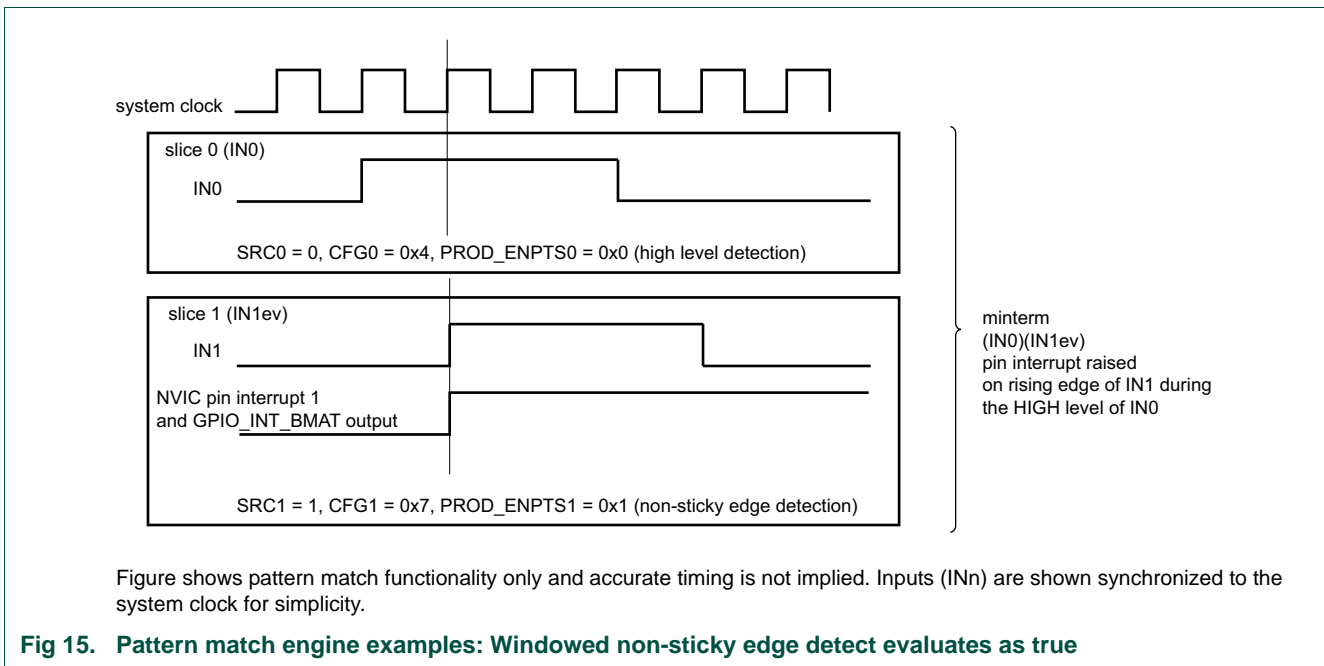 system clock
slice 0 (IN0)
IN0
SRC0 = 0, CFG0 = 0x4, PROD_ENPTS0 = 0x0 (high level detection)
slice 1 (IN1ev)
IN1
NVIC pin interrupt 1
and GPIO_INT_BMAT output
SRC1 = 1, CFG1 = 0x7, PROD_ENPTS1 = 0x1 (non-sticky edge detection)
minterm
(IN0)(IN1ev)
pin interrupt raised
on rising edge of IN1 during
the HIGH level of IN0
Figure shows pattern match functionality only and accurate timing is not implied. Inputs (INn) are shown synchronized to the
system clock for simplicity.
Fig 15. Pattern match engine examples: Windowed non-sticky edge detect evaluates as true